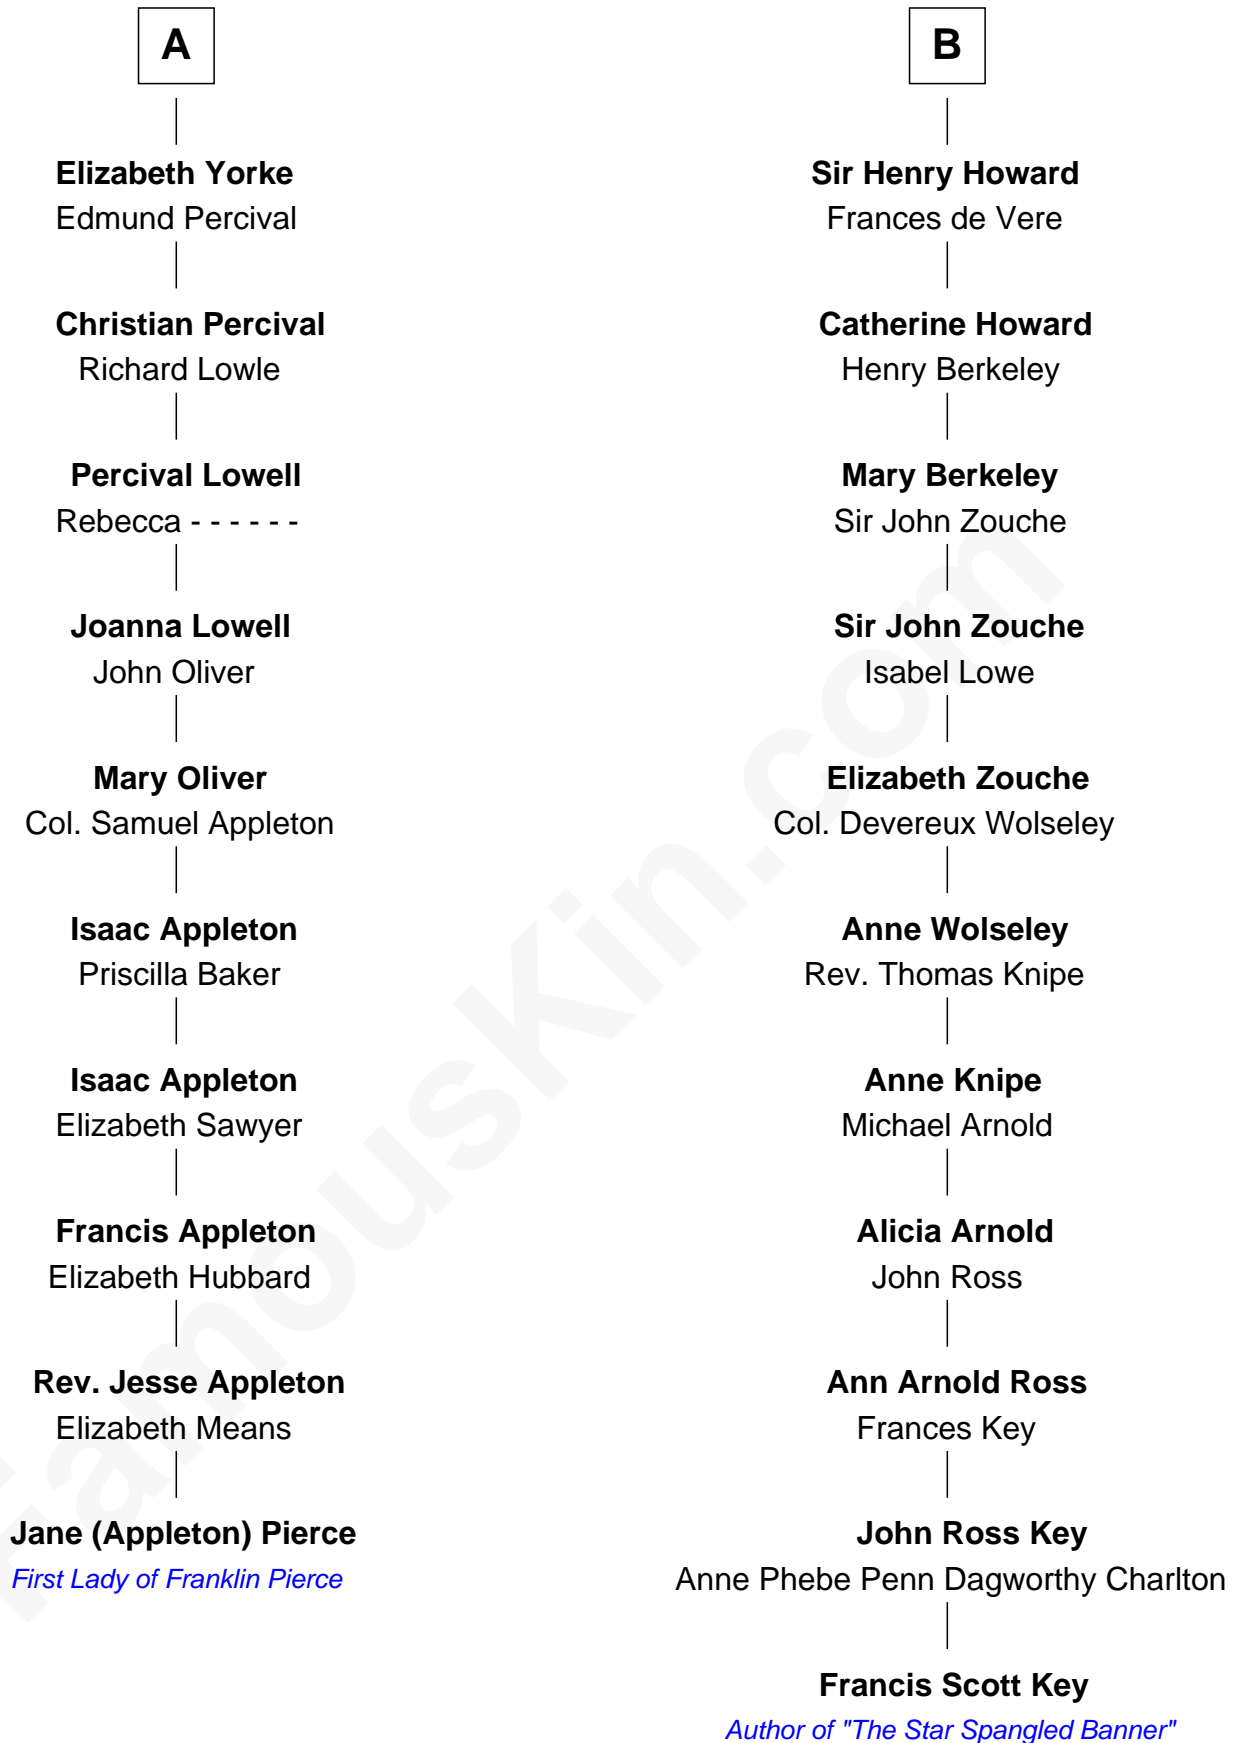 A
Elizabeth Yorke
Edmund Percival
Christian Percival
Richard Lowle
Percival Lowell
Rebecca - - - - - -
Joanna Lowell
John Oliver
Mary Oliver
Col. Samuel Appleton
Isaac Appleton
Priscilla Baker
Isaac Appleton
Elizabeth Sawyer
Francis Appleton
Elizabeth Hubbard
Rev. Jesse Appleton
Elizabeth Means
Jane (Appleton) Pierce
First Lady of Franklin Pierce
B
Sir Henry Howard
Frances de Vere
Catherine Howard
Henry Berkeley
Mary Berkeley
Sir John Zouche
Sir John Zouche
Isabel Lowe
Elizabeth Zouche
Col. Devereux Wolseley
Anne Wolseley
Rev. Thomas Knipe
Anne Knipe
Michael Arnold
Alicia Arnold
John Ross
Ann Arnold Ross
Frances Key
John Ross Key
Anne Phebe Penn Dagworthy Charlton
Francis Scott Key
Author of "The Star Spangled Banner"
FamousKin.com